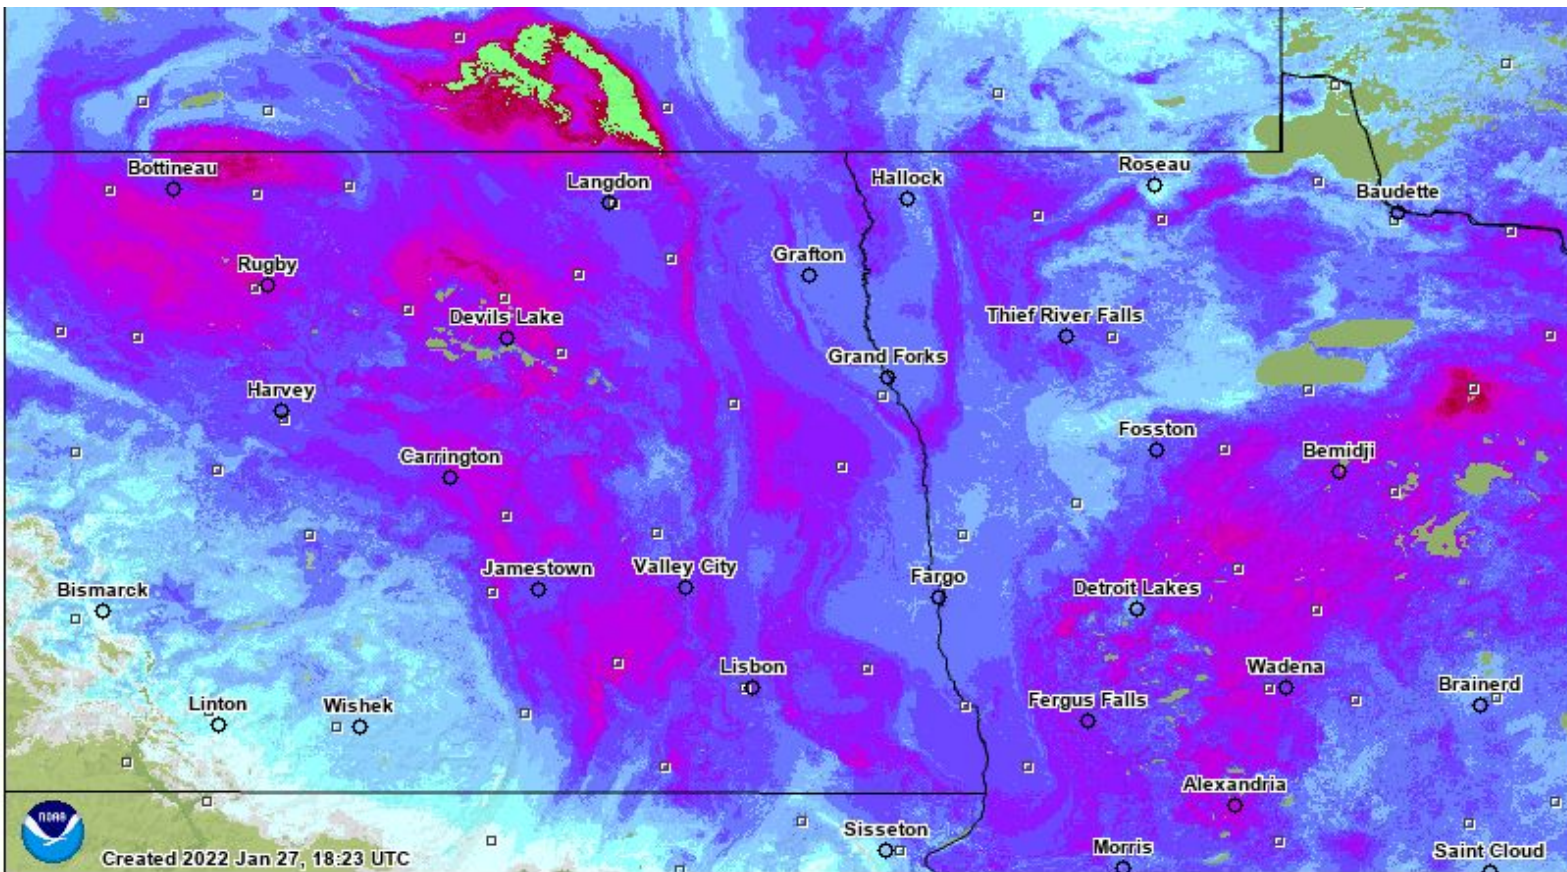 Bottineau
Langdon
Hallock
Roseau
Baudette
Rugby
Grafton
Devils Lake
Thief River Falls
Grand Forks
Harvey
Carrington
Fosston
Bemidji
Bismarck
Jamestown
Valley City
Fargo
Detroit Lakes
Linton
Wishek
Lisbon
Fergus Falls
Wadena
Brainerd
Alexandria
NOAA
Created 2022 Jan 27, 18:23 UTC
Sisseton
Morris
Saint Cloud